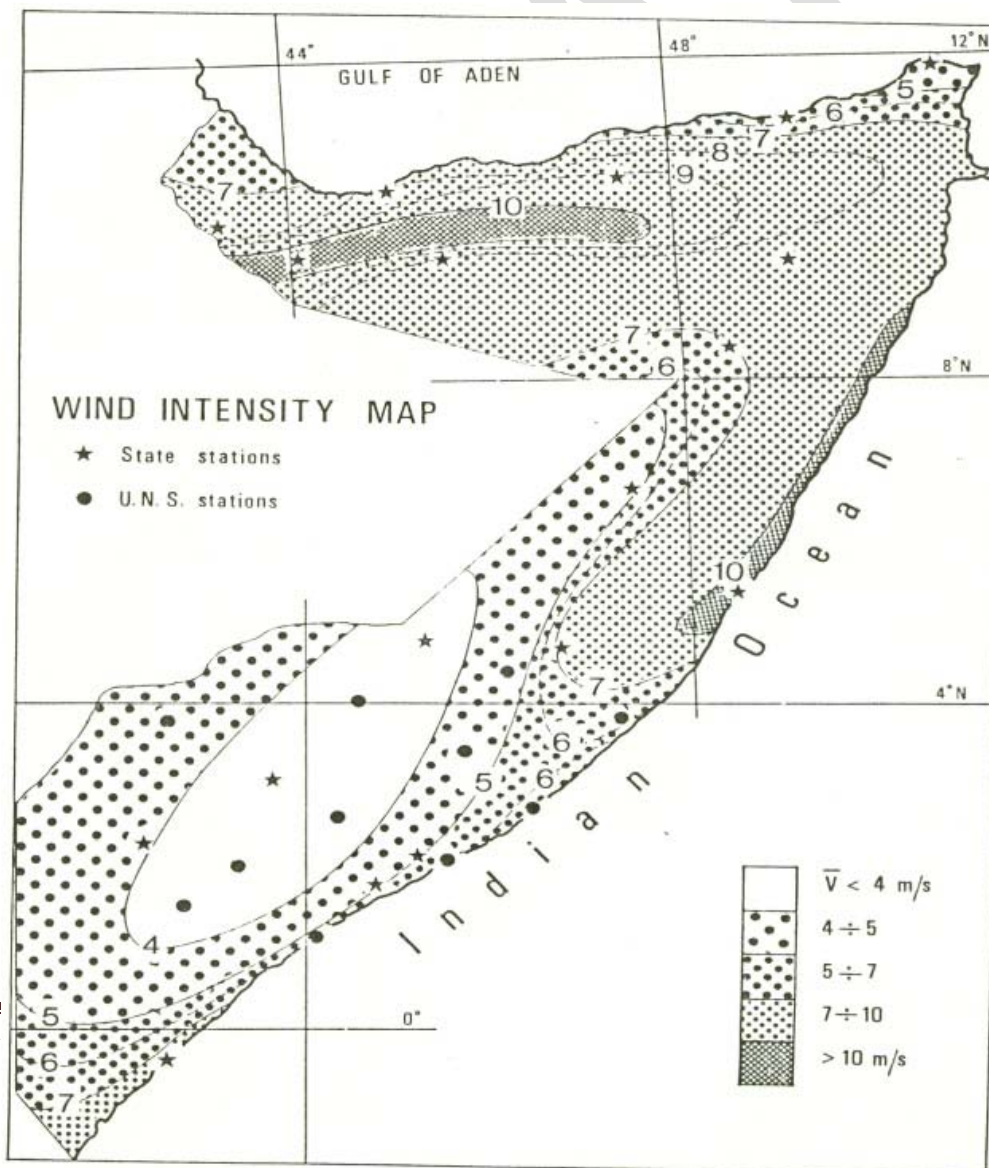 44°
48°
12° N
GULF OF ADEN
5
6
7
8
9
7
10
7
6
8° N
WIND INTENSITY MAP
State stations
U.N.S. stations
10
7
4° N
6
6
5
4
Indian Ocean
V̅ < 4 m/s
4 ÷ 5
5 ÷ 7
7 ÷ 10
> 10 m/s
5
0°
6
7